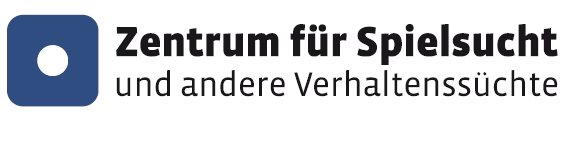 Zentrum für Spielsucht
und andere Verhaltenssüchte